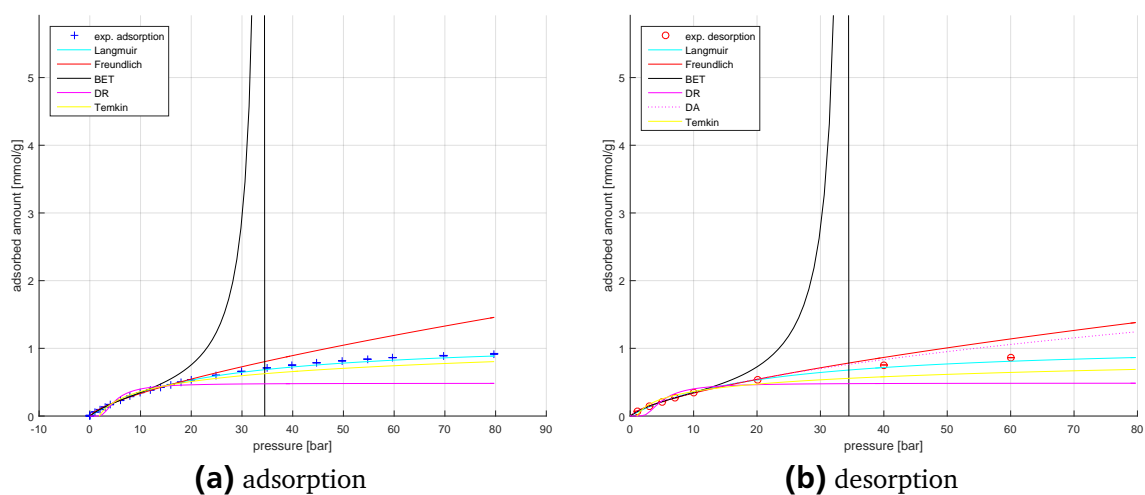 exp. adsorption
Langmuir
Freundlich
BET
DR
Temkin
adsorbed amount [mmol/g]
5
4
3
2
1
0
-10 0 10 20 30 40 50 60 70 80 90
pressure [bar]
(a) adsorption
exp. desorption
Langmuir
Freundlich
BET
DR
DA
Temkin
adsorbed amount [mmol/g]
5
4
3
2
1
0
0 10 20 30 40 50 60 70 80
pressure [bar]
(b) desorption